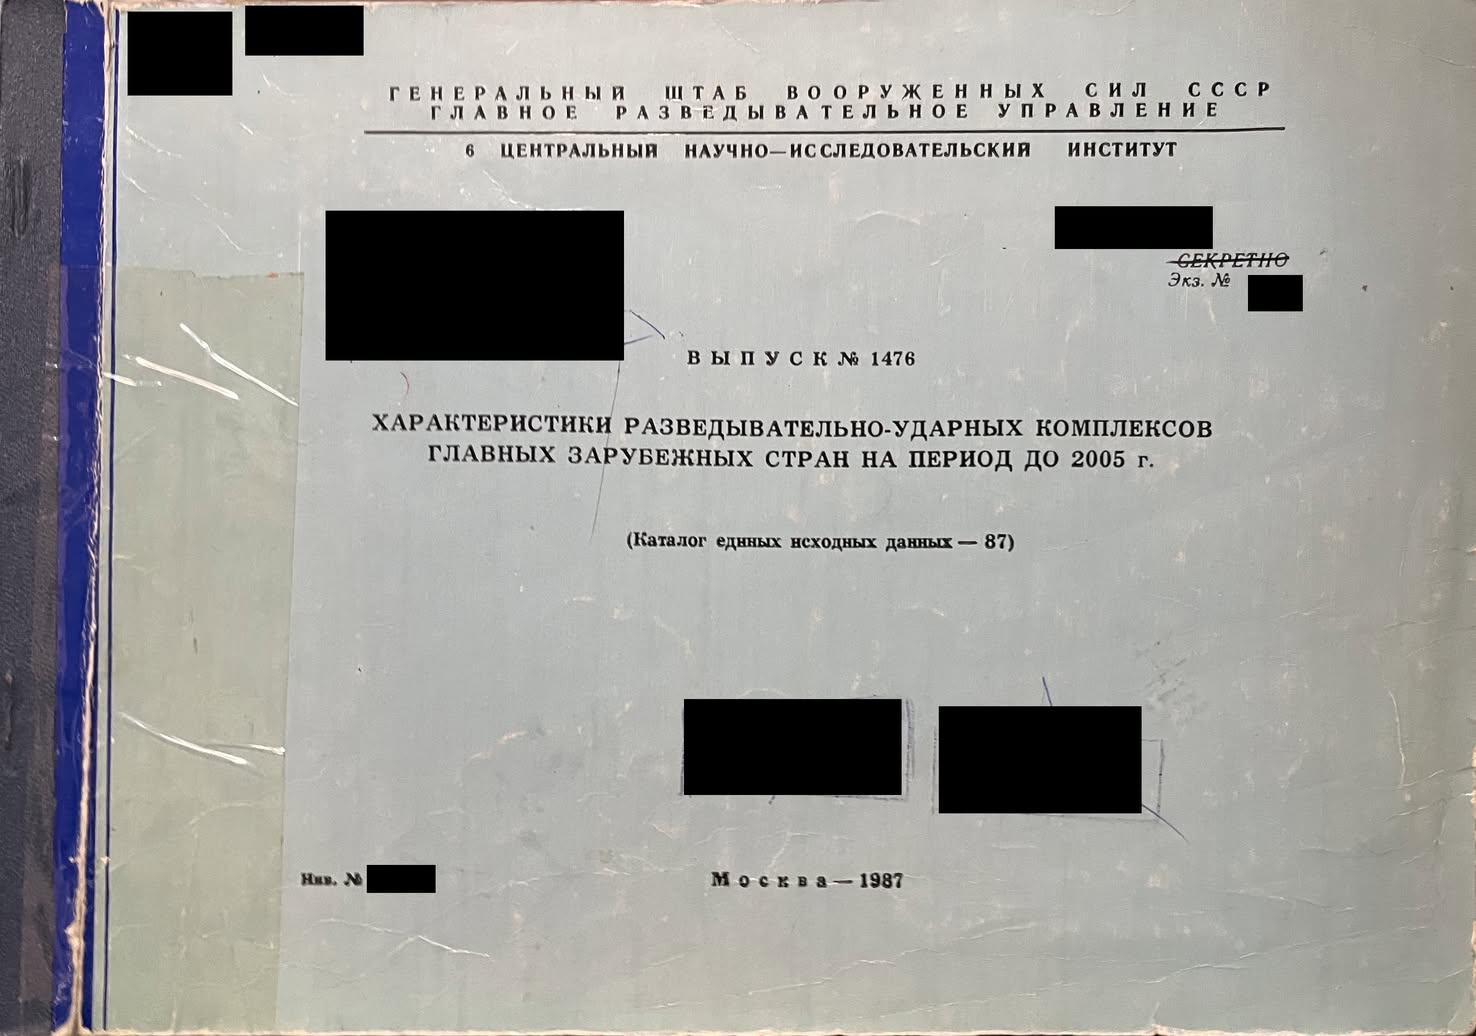 ГЕНЕРАЛЬНЫЙ ШТАБ ВООРУЖЕННЫХ СИЛ СССР
ГЛАВНОЕ РАЗВЕДЫВАТЕЛЬНОЕ УПРАВЛЕНИЕ
6 ЦЕНТРАЛЬНЫЙ НАУЧНО—ИССЛЕДОВАТЕЛЬСКИЙ ИНСТИТУТ
СЕКРЕТНО
Экз. №
ВЫПУСК № 1476
ХАРАКТЕРИСТИКИ РАЗВЕДЫВАТЕЛЬНО-УДАРНЫХ КОМПЛЕКСОВ
ГЛАВНЫХ ЗАРУБЕЖНЫХ СТРАН НА ПЕРИОД ДО 2005 г.
(Каталог единых исходных данных — 87)
Инв. №
Москва — 1987